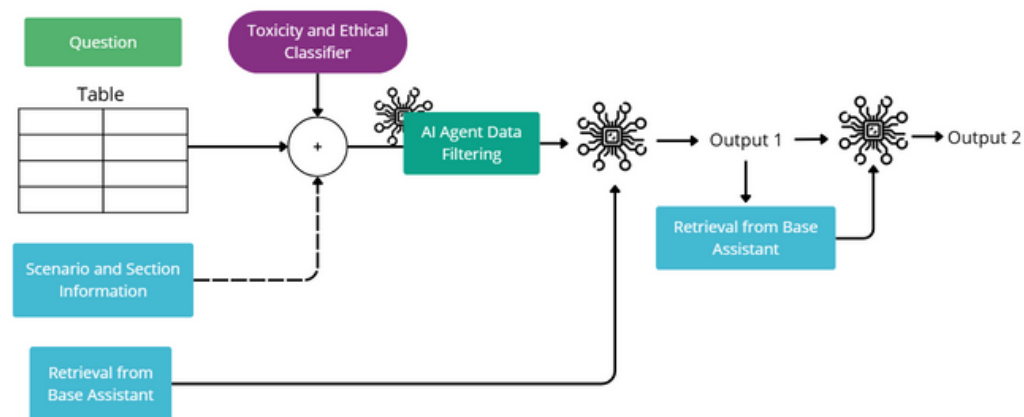 Question
Toxicity and Ethical
Classifier
Table
+
AI Agent Data
Filtering
Output 1
Output 2
Retrieval from Base
Assistant
Scenario and Section
Information
Retrieval from
Base Assistant